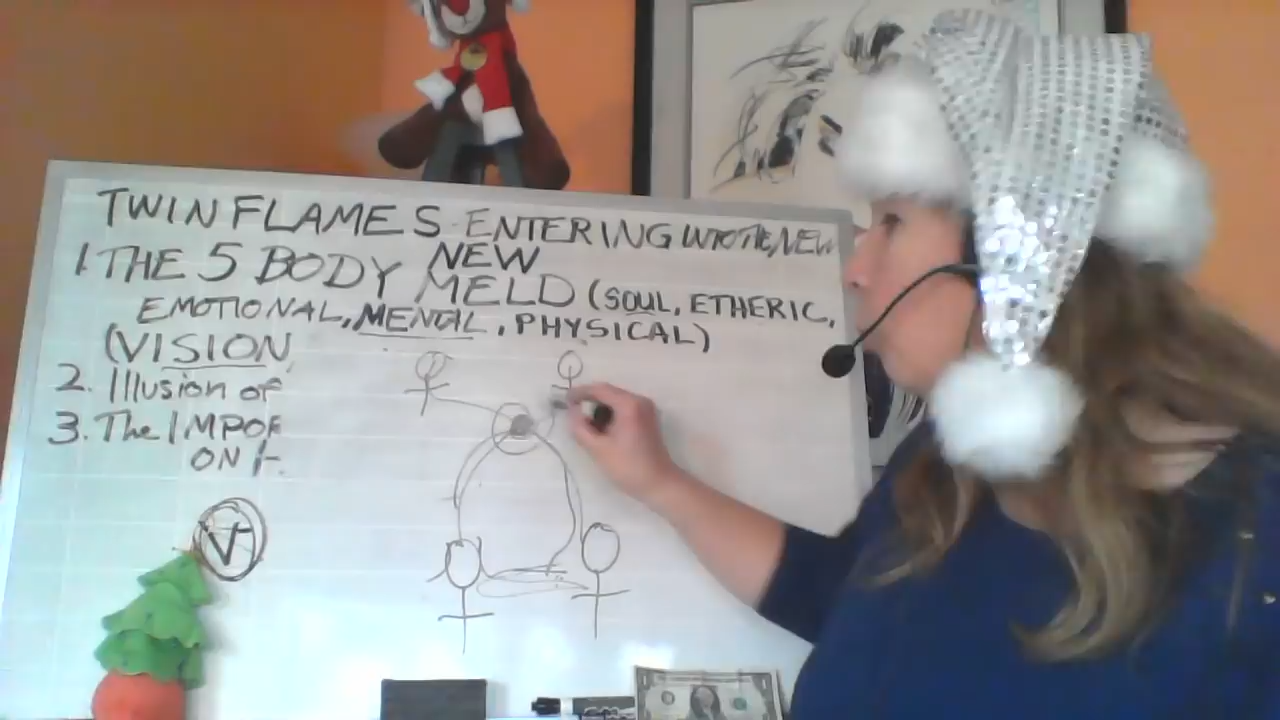 TWIN FLAMES - ENTERING INTO THE NEW
NEW
1. THE 5 BODY MELD (SOUL, ETHERIC,
EMOTIONAL, MENTAL, PHYSICAL)
(VISION
2. Illusion of
3. The IMPOR
ON
V
1